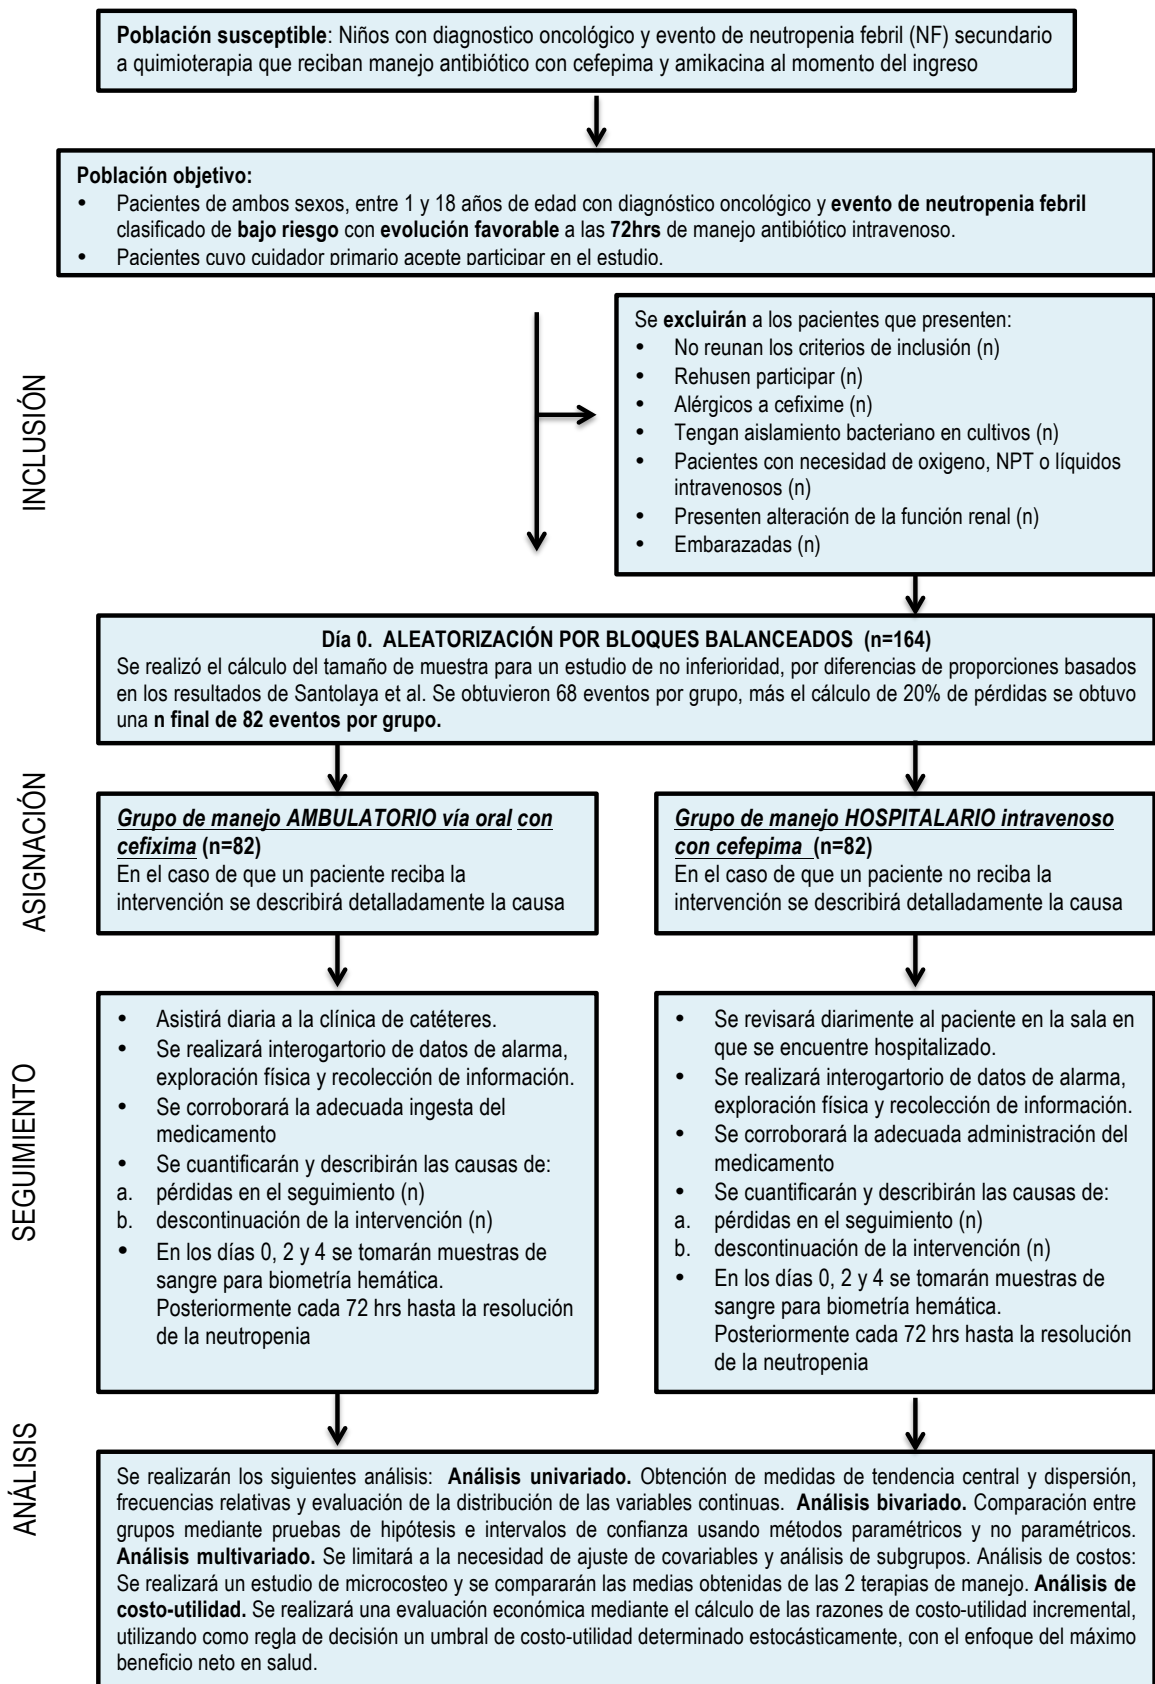 Población susceptible: Niños con diagnostico oncológico y evento de neutropenia febril (NF) secundario
a quimioterapia que reciban manejo antibiótico con cefepima y amikacina al momento del ingreso
Población objetivo:
• Pacientes de ambos sexos, entre 1 y 18 años de edad con diagnóstico oncológico y evento de neutropenia febril
clasificado de bajo riesgo con evolución favorable a las 72hrs de manejo antibiótico intravenoso.
• Pacientes cuyo cuidador primario acepte participar en el estudio.
INCLUSIÓN
Se excluirán a los pacientes que presenten:
• No reunan los criterios de inclusión (n)
• Rehusen participar (n)
• Alérgicos a cefixime (n)
• Tengan aislamiento bacteriano en cultivos (n)
• Pacientes con necesidad de oxigeno, NPT o líquidos
intravenosos (n)
• Presenten alteración de la función renal (n)
• Embarazadas (n)
Día 0. ALEATORIZACIÓN POR BLOQUES BALANCEADOS (n=164)
Se realizó el cálculo del tamaño de muestra para un estudio de no inferioridad, por diferencias de proporciones basados
en los resultados de Santolaya et al. Se obtuvieron 68 eventos por grupo, más el cálculo de 20% de pérdidas se obtuvo
una n final de 82 eventos por grupo.
ASIGNACIÓN
Grupo de manejo AMBULATORIO vía oral con
cefixima (n=82)
En el caso de que un paciente reciba la
intervención se describirá detalladamente la causa
Grupo de manejo HOSPITALARIO intravenoso
con cefepima (n=82)
En el caso de que un paciente no reciba la
intervención se describirá detalladamente la causa
SEGUIMIENTO
• Asistirá diaria a la clínica de catéteres.
• Se realizará interogartorio de datos de alarma,
exploración física y recolección de información.
• Se corroborará la adecuada ingesta del
medicamento
• Se cuantificarán y describirán las causas de:
a. pérdidas en el seguimiento (n)
b. descontinuación de la intervención (n)
• En los días 0, 2 y 4 se tomarán muestras de
sangre para biometría hemática.
Posteriormente cada 72 hrs hasta la resolución
de la neutropenia
• Se revisará diarimente al paciente en la sala en
que se encuentre hospitalizado.
• Se realizará interogartorio de datos de alarma,
exploración física y recolección de información.
• Se corroborará la adecuada administración del
medicamento
• Se cuantificarán y describirán las causas de:
a. pérdidas en el seguimiento (n)
b. descontinuación de la intervención (n)
• En los días 0, 2 y 4 se tomarán muestras de
sangre para biometría hemática.
Posteriormente cada 72 hrs hasta la resolución
de la neutropenia
ANÁLISIS
Se realizarán los siguientes análisis: Análisis univariado. Obtención de medidas de tendencia central y dispersión,
frecuencias relativas y evaluación de la distribución de las variables continuas. Análisis bivariado. Comparación entre
grupos mediante pruebas de hipótesis e intervalos de confianza usando métodos paramétricos y no paramétricos.
Análisis multivariado. Se limitará a la necesidad de ajuste de covariables y análisis de subgrupos. Análisis de costos:
Se realizará un estudio de microcosteo y se compararán las medias obtenidas de las 2 terapias de manejo. Análisis de
costo-utilidad. Se realizará una evaluación económica mediante el cálculo de las razones de costo-utilidad incremental,
utilizando como regla de decisión un umbral de costo-utilidad determinado estocásticamente, con el enfoque del máximo
beneficio neto en salud.